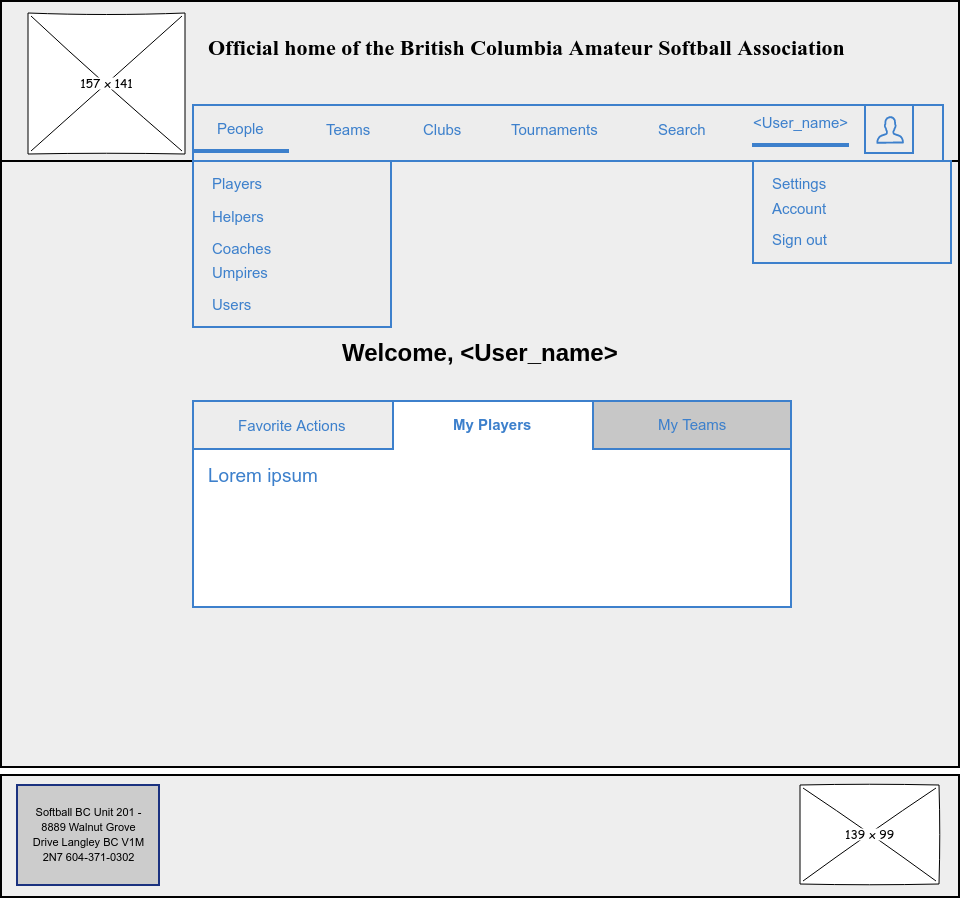 Official home of the British Columbia Amateur Softball Association
157 x 141
People
Teams
Clubs
Tournaments
Search
<User_name>
Players
Helpers
Coaches
Umpires
Users
Settings
Account
Sign out
Welcome, <User_name>
Favorite Actions
My Players
My Teams
Lorem ipsum
Softball BC Unit 201 -
8889 Walnut Grove
Drive Langley BC V1M
2N7 604-371-0302
139 x 99